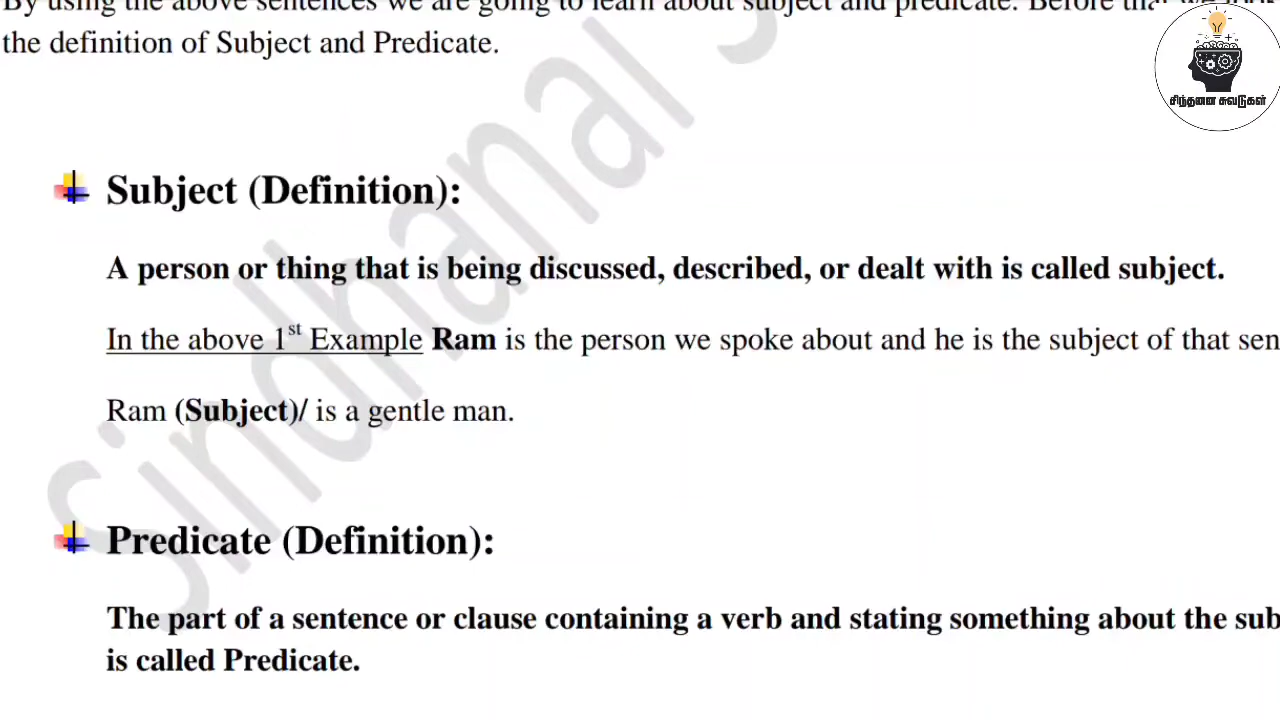 By using the above sentences we are going to learn about subject and predicate. Before that we look
the definition of Subject and Predicate.
சிந்தனை சுவடுகள்
Subject (Definition):
A person or thing that is being discussed, described, or dealt with is called subject.
In the above 1st Example Ram is the person we spoke about and he is the subject of that sen
Ram (Subject)/ is a gentle man.
Predicate (Definition):
The part of a sentence or clause containing a verb and stating something about the sub
is called Predicate.
Sindhanai S